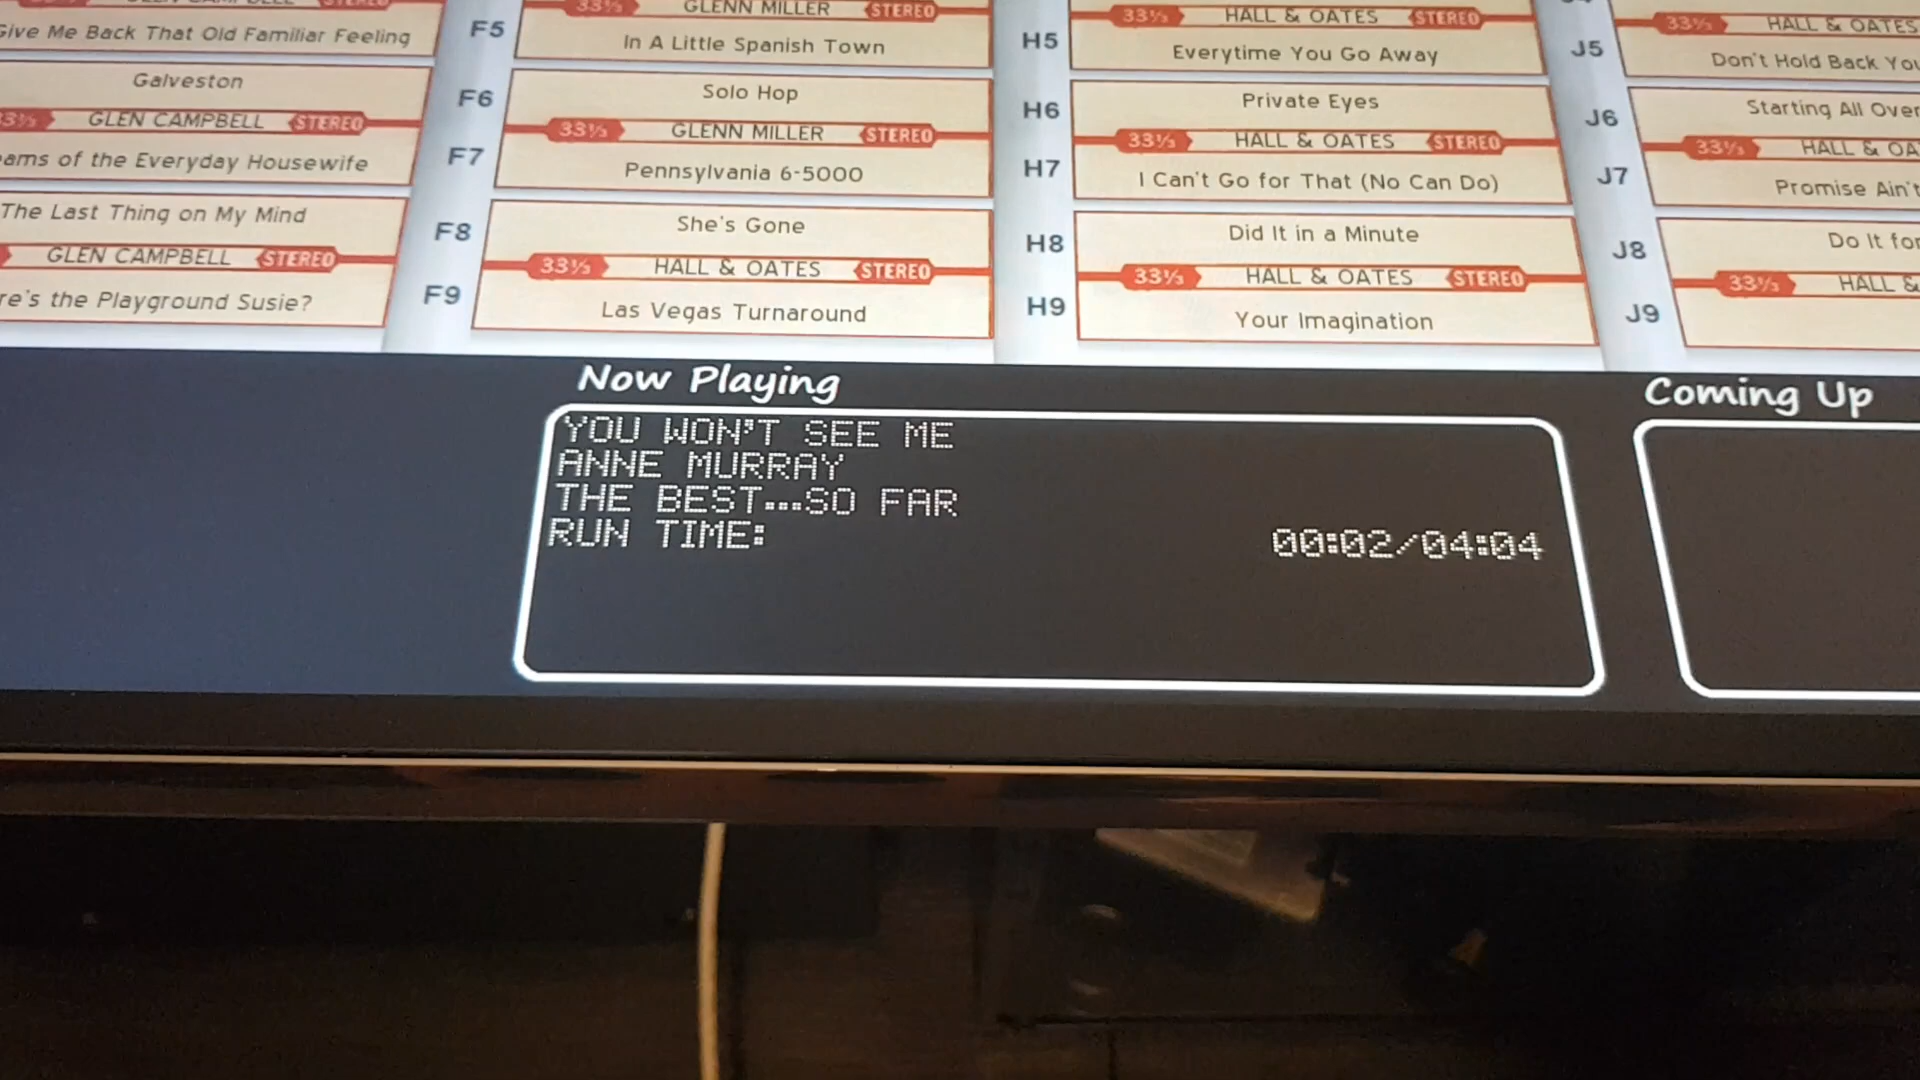 33⅓ GLENN MILLER STEREO
33⅓ HALL & OATES STEREO
33⅓ HALL & OATES
Give Me Back That Old Familiar Feeling
F5
In A Little Spanish Town
H5
Everytime You Go Away
J5
Don't Hold Back
Galveston
F6
Solo Hop
H6
Private Eyes
J6
Starting All Over
33⅓ GLEN CAMPBELL STEREO
33⅓ GLENN MILLER STEREO
33⅓ HALL & OATES STEREO
33⅓ HALL &
of the Everyday Housewife
F7
Pennsylvania 6-5000
H7
I Can't Go for That (No Can Do)
J7
Promise Ain't
The Last Thing on My Mind
F8
She's Gone
H8
Did It in a Minute
J8
Do It for
GLEN CAMPBELL STEREO
33⅓ HALL & OATES STEREO
33⅓ HALL & OATES STEREO
33⅓ HALL &
the Playground Susie?
F9
Las Vegas Turnaround
H9
Your Imagination
J9
Now Playing
YOU WON'T SEE ME
ANNE MURRAY
THE BEST...SO FAR
RUN TIME: 00:02/04:04
Coming Up